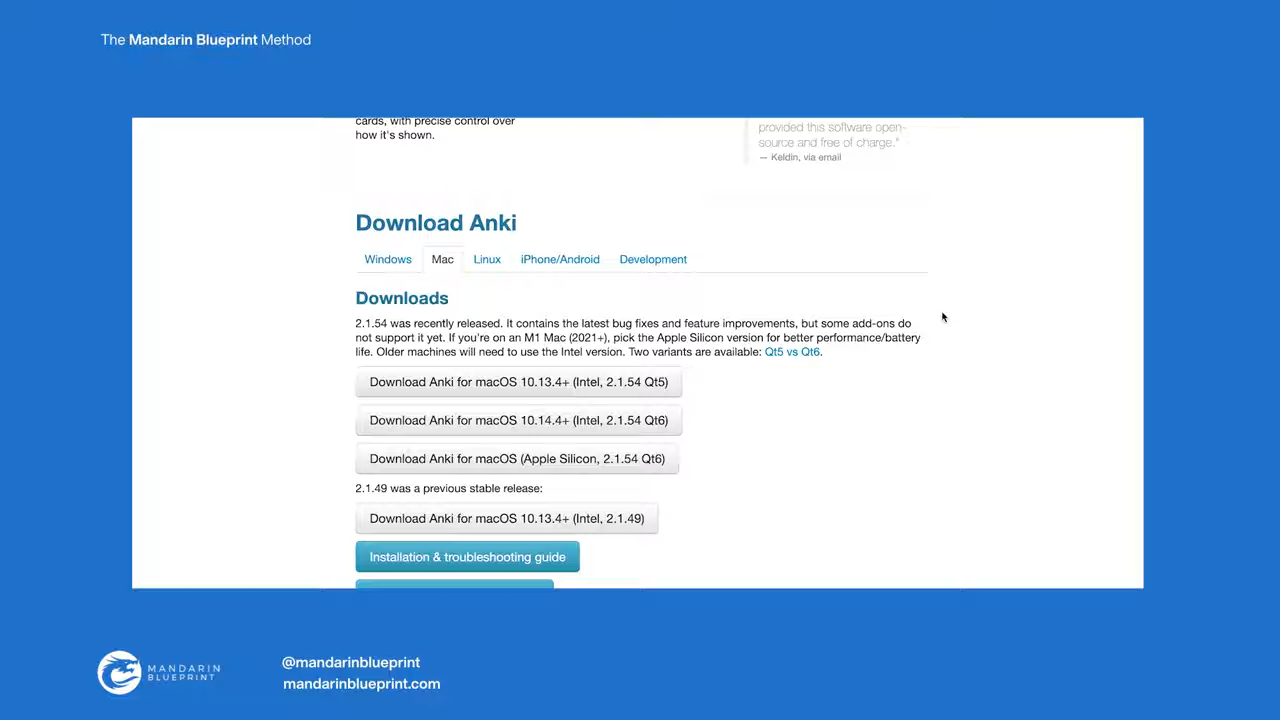 The Mandarin Blueprint Method
cards, with precise control over
how it's shown.
provided this software open-
source and free of charge."
— Keldin, via email
Download Anki
Windows Mac Linux iPhone/Android Development
Downloads
2.1.54 was recently released. It contains the latest bug fixes and feature improvements, but some add-ons do
not support it yet. If you're on an M1 Mac (2021+), pick the Apple Silicon version for better performance/battery
life. Older machines will need to use the Intel version. Two variants are available: Qt5 vs Qt6.
Download Anki for macOS 10.13.4+ (Intel, 2.1.54 Qt5)
Download Anki for macOS 10.14.4+ (Intel, 2.1.54 Qt6)
Download Anki for macOS (Apple Silicon, 2.1.54 Qt6)
2.1.49 was a previous stable release:
Download Anki for macOS 10.13.4+ (Intel, 2.1.49)
Installation & troubleshooting guide
MANDARIN
BLUEPRINT
@mandarinblueprint
mandarinblueprint.com